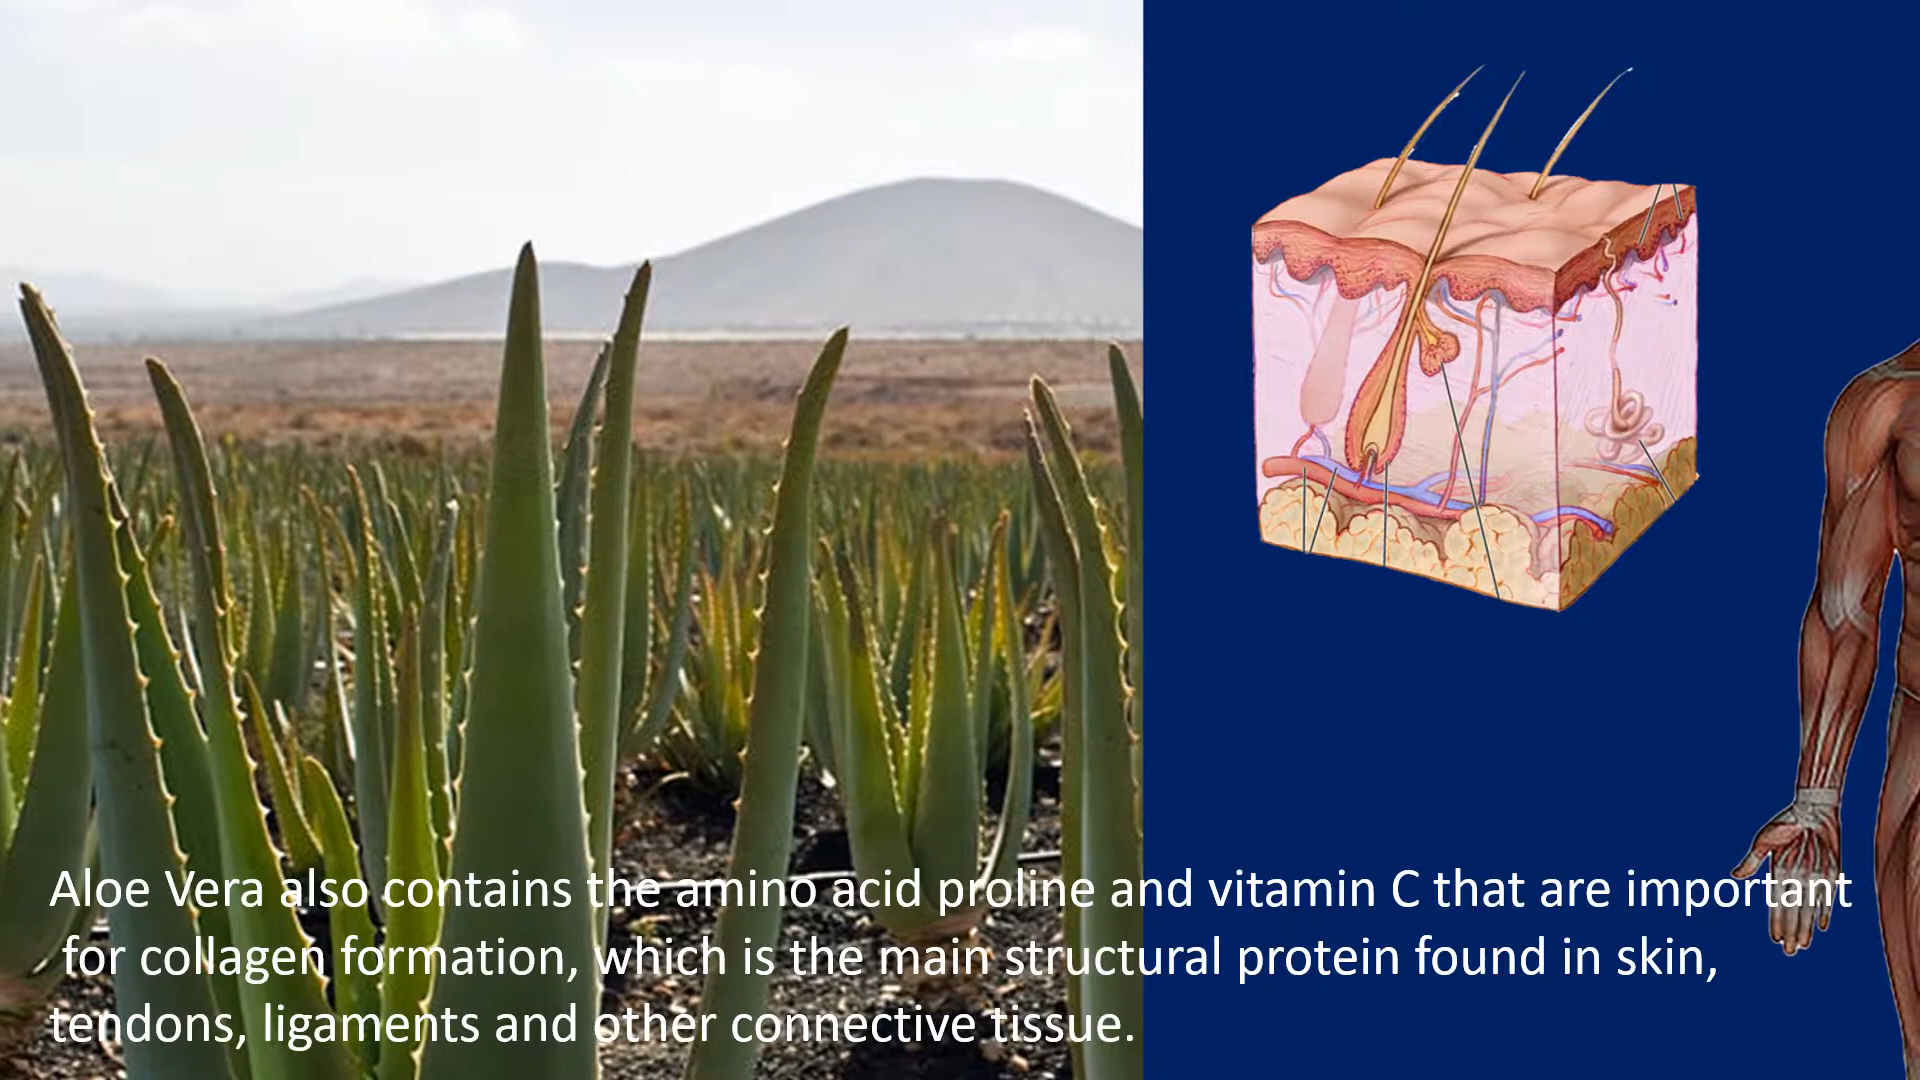 Aloe Vera also contains the amino acid proline and vitamin C that are important
for collagen formation, which is the main structural protein found in skin,
tendons, ligaments and other connective tissue.